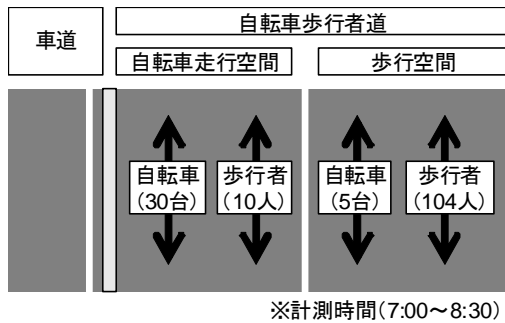 車道
自転車歩行者道
自転車走行空間
歩行空間
自転車
(30台)
歩行者
(10人)
自転車
(5台)
歩行者
(104人)
※計測時間(7:00～8:30)